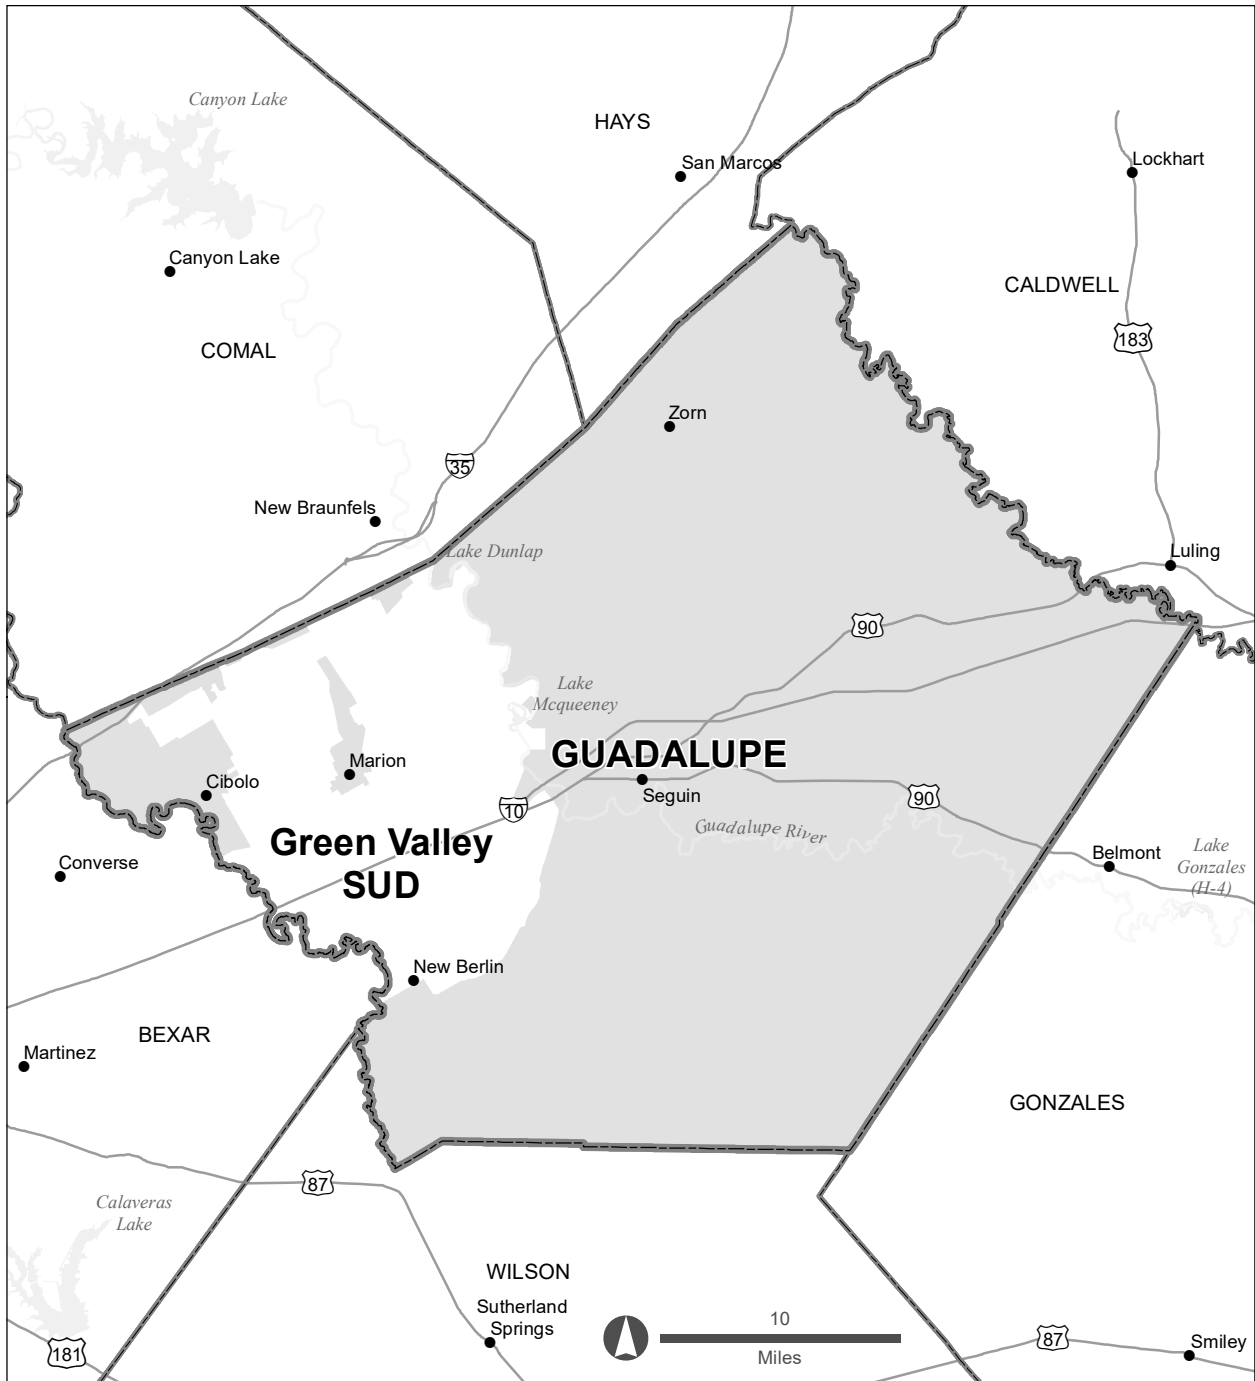 Canyon Lake
HAYS
San Marcos
Lockhart
Canyon Lake
CALDWELL
183
COMAL
Zorn
35
New Braunfels
Lake Dunlap
Luling
90
Lake
Mcqueeney
GUADALUPE
Marion
Cibolo
Seguin
10
90
Guadalupe River
Green Valley
SUD
Converse
Belmont
Lake
Gonzales
(H-4)
New Berlin
BEXAR
Martinez
GONZALES
87
Calaveras
Lake
WILSON
Sutherland
Springs
10
Miles
87
Smiley
181